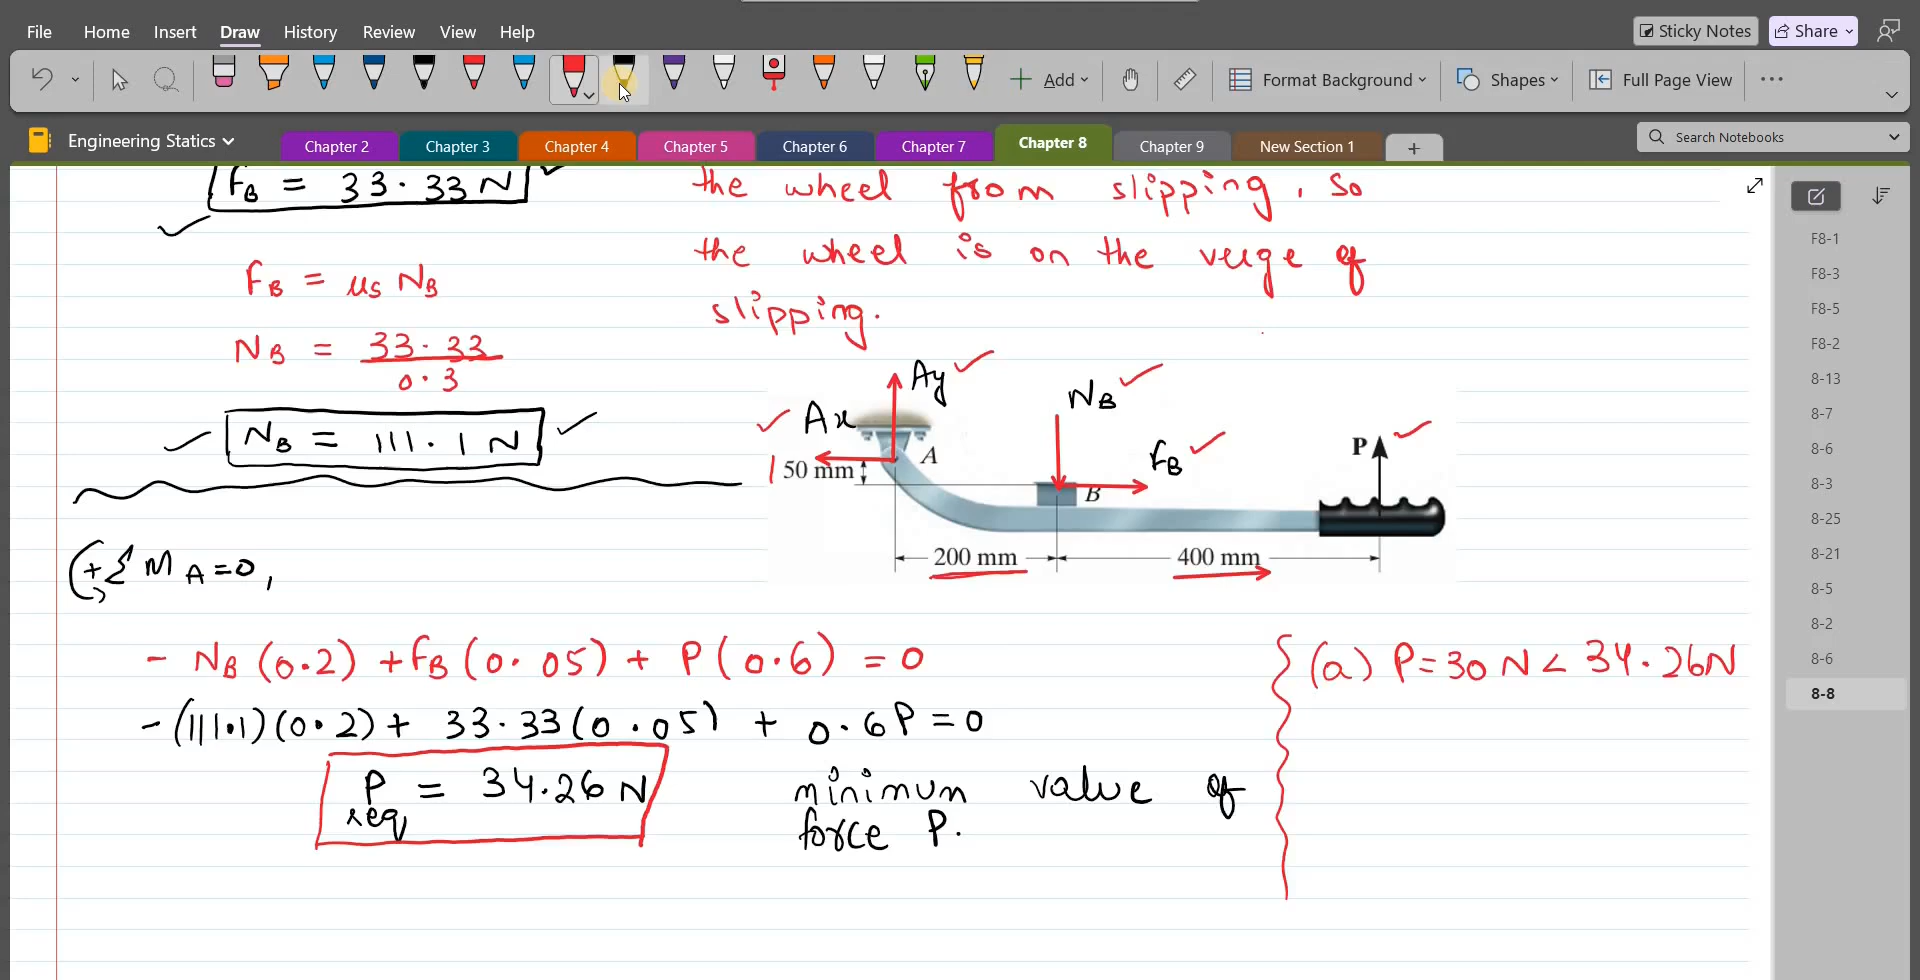 File Home Insert Draw History Review View Help
Sticky Notes Share
Add Format Background Shapes Full Page View
Engineering Statics
Chapter 2 Chapter 3 Chapter 4 Chapter 5 Chapter 6 Chapter 7 Chapter 8 Chapter 9 New Section 1 +
Search Notebooks
FB = 33.33 N
FB = μs NB
NB = 33.33 / 0.3
NB = 111.1 N
the wheel from slipping. So
the wheel is on the verge of
slipping.
Ay
Ax
NB
FB
P
A
50 mm
B
200 mm
400 mm
(+ΣMA=0,
- NB (0.2) + FB (0.05) + P(0.6) = 0
- (111.1)(0.2) + 33.33(0.05) + 0.6P = 0
P req = 34.26 N
minimun value of
force P.
(a) P = 30 N < 34.26N
F8-1
F8-3
F8-5
F8-2
8-13
8-7
8-6
8-3
8-25
8-21
8-5
8-2
8-6
8-8